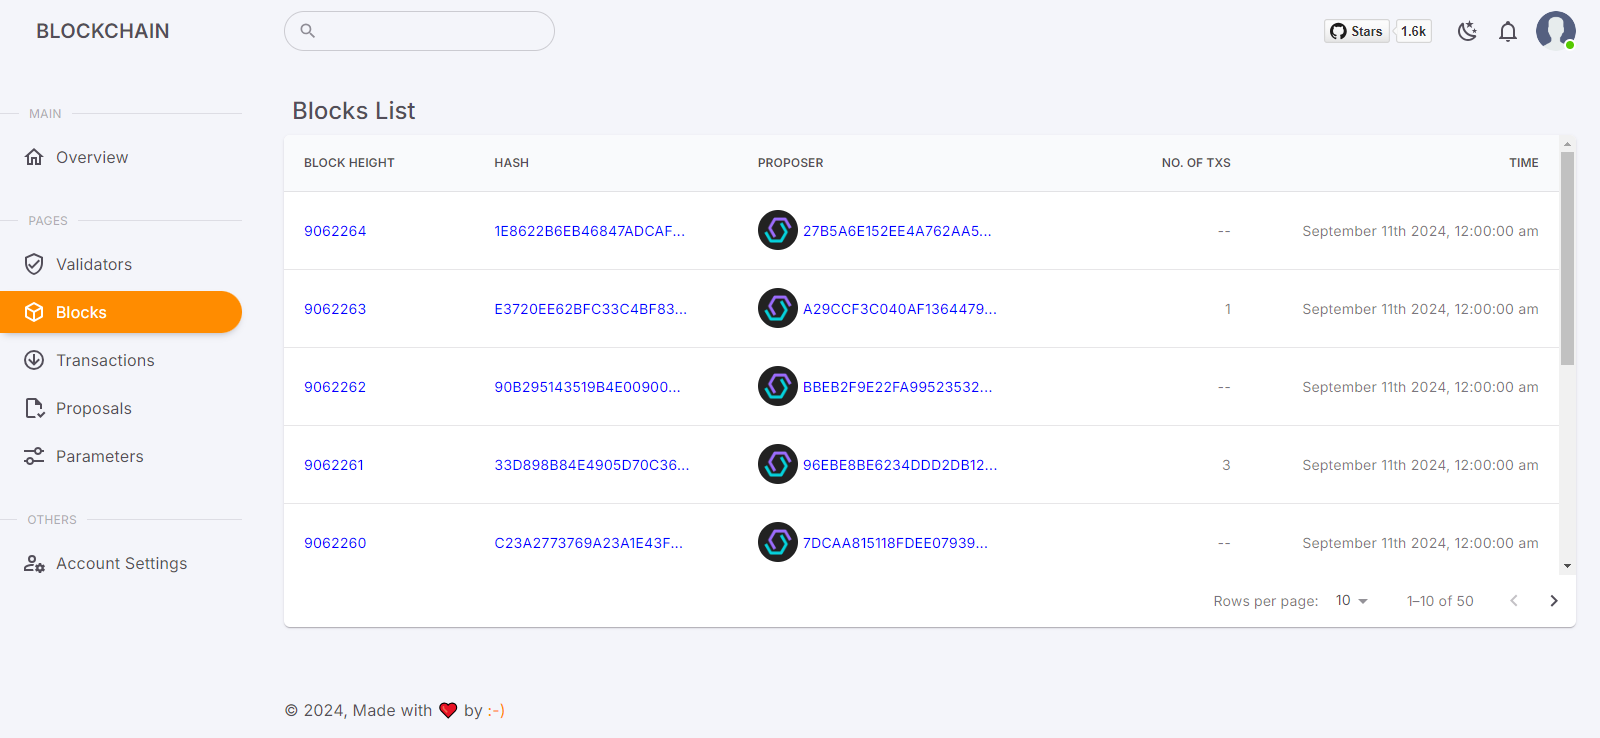 BLOCKCHAIN
Stars 1.6k
MAIN
Overview
PAGES
Validators
Blocks
Transactions
Proposals
Parameters
OTHERS
Account Settings
Blocks List
BLOCK HEIGHT HASH PROPOSER NO. OF TXS TIME
9062264 1E8622B6EB46847ADCAF... 27B5A6E152EE4A762AA5... -- September 11th 2024, 12:00:00 am
9062263 E3720EE62BFC33C4BF83... A29CCF3C040AF1364479... 1 September 11th 2024, 12:00:00 am
9062262 90B295143519B4E00900... BBEB2F9E22FA99523532... -- September 11th 2024, 12:00:00 am
9062261 33D898B84E4905D70C36... 96EBE8BE6234DDD2DB12... 3 September 11th 2024, 12:00:00 am
9062260 C23A2773769A23A1E43F... 7DCAA815118FDEE07939... -- September 11th 2024, 12:00:00 am
Rows per page: 10 1–10 of 50
© 2024, Made with ❤️ by :-)